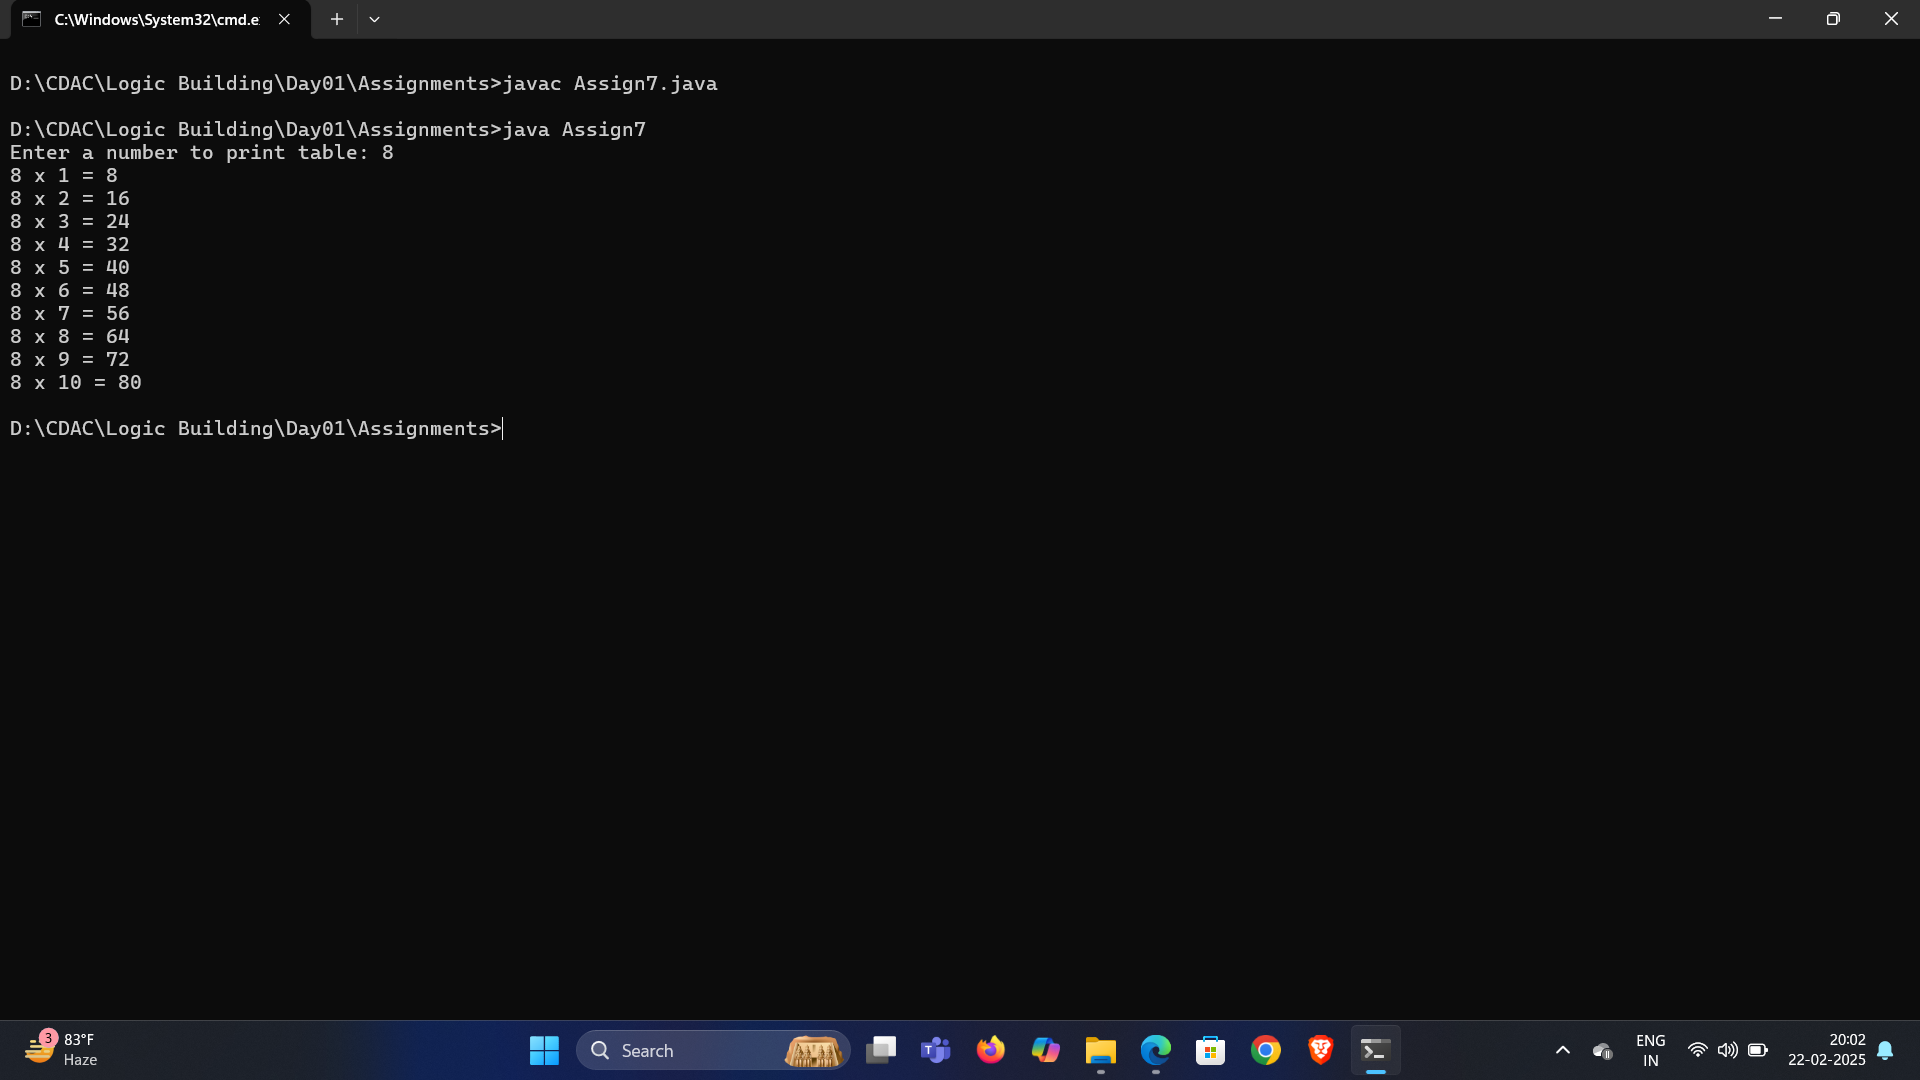 C:\Windows\System32\cmd.e
D:\CDAC\Logic Building\Day01\Assignments>javac Assign7.java
D:\CDAC\Logic Building\Day01\Assignments>java Assign7
Enter a number to print table: 8
8 x 1 = 8
8 x 2 = 16
8 x 3 = 24
8 x 4 = 32
8 x 5 = 40
8 x 6 = 48
8 x 7 = 56
8 x 8 = 64
8 x 9 = 72
8 x 10 = 80
D:\CDAC\Logic Building\Day01\Assignments>
3
83°F
Haze
Search
ENG
IN
20:02
22-02-2025